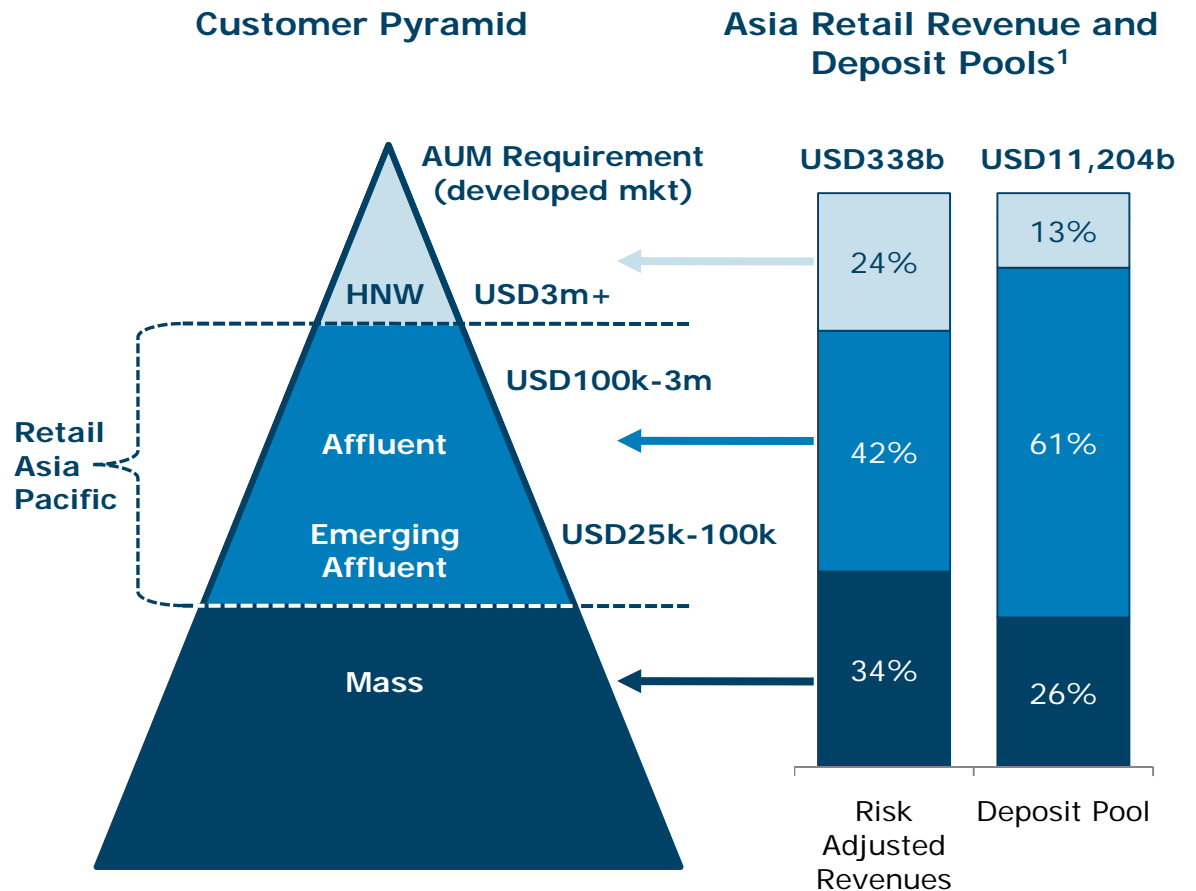 Customer Pyramid
Asia Retail Revenue and
Deposit Pools¹
AUM Requirement
(developed mkt)
HNW
USD3m+
USD100k-3m
Affluent
Emerging
Affluent
USD25k-100k
Mass
Retail
Asia
Pacific
USD338b
USD11,204b
24%
13%
42%
61%
34%
26%
Risk
Adjusted
Revenues
Deposit Pool